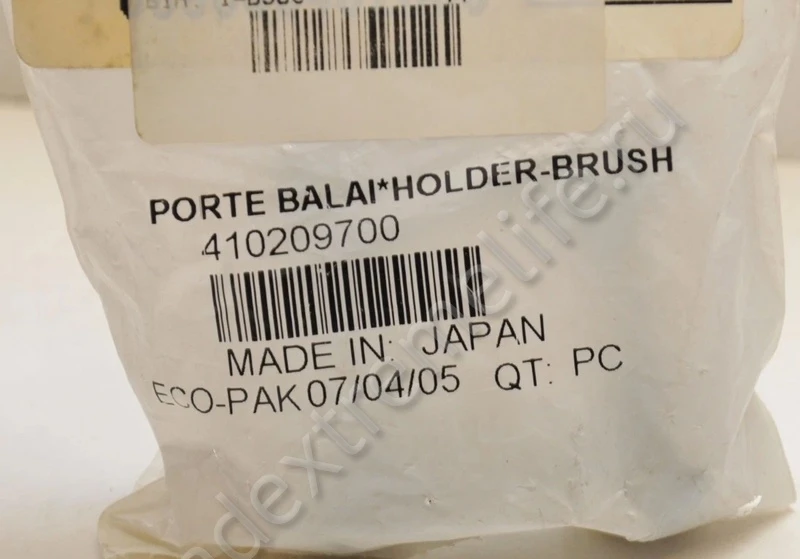 PORTE BALAI*HOLDER-BRUSH
410209700
MADE IN: JAPAN
ECO-PAK 07/04/05 QT: PC